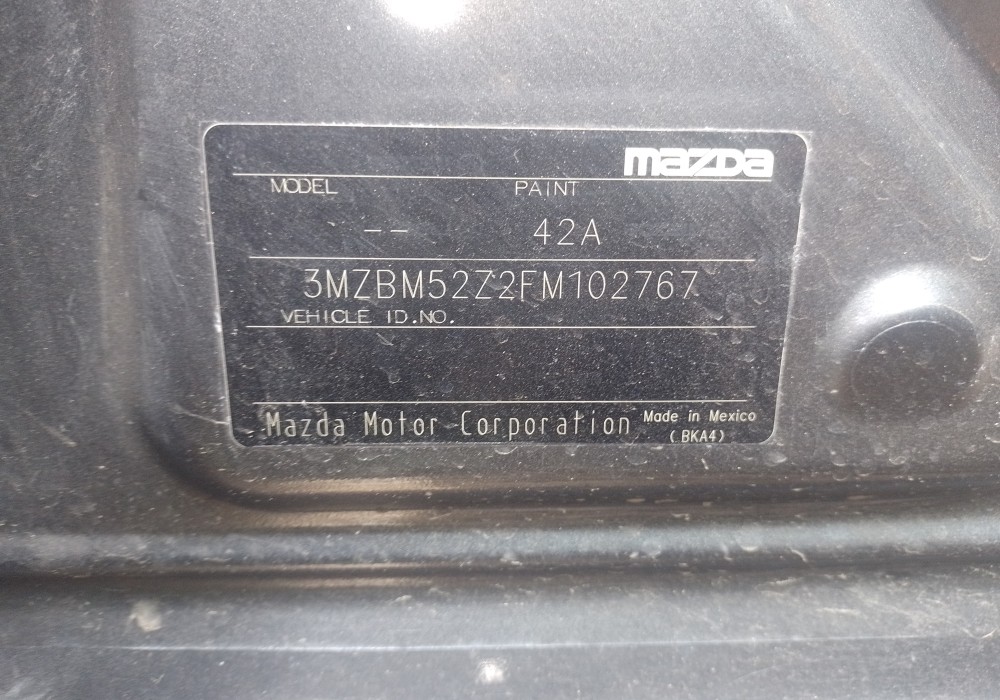 mazda
MODEL PAINT
-- 42A
3MZBM52Z2FM102767
VEHICLE ID.NO.
Mazda Motor Corporation Made in Mexico
(BKA4)